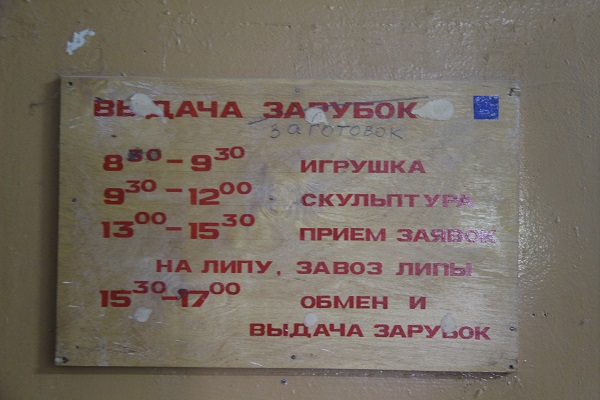 ВЫДАЧА ЗАРУБОК
заготовок
8³⁰ - 9³⁰ ИГРУШКА
9³⁰ - 12⁰⁰ СКУЛЬПТУРА
13⁰⁰ - 15³⁰ ПРИЕМ ЗАЯВОК
НА ЛИПУ, ЗАВОЗ ЛИПЫ
15³⁰ - 17⁰⁰ ОБМЕН И
ВЫДАЧА ЗАРУБОК